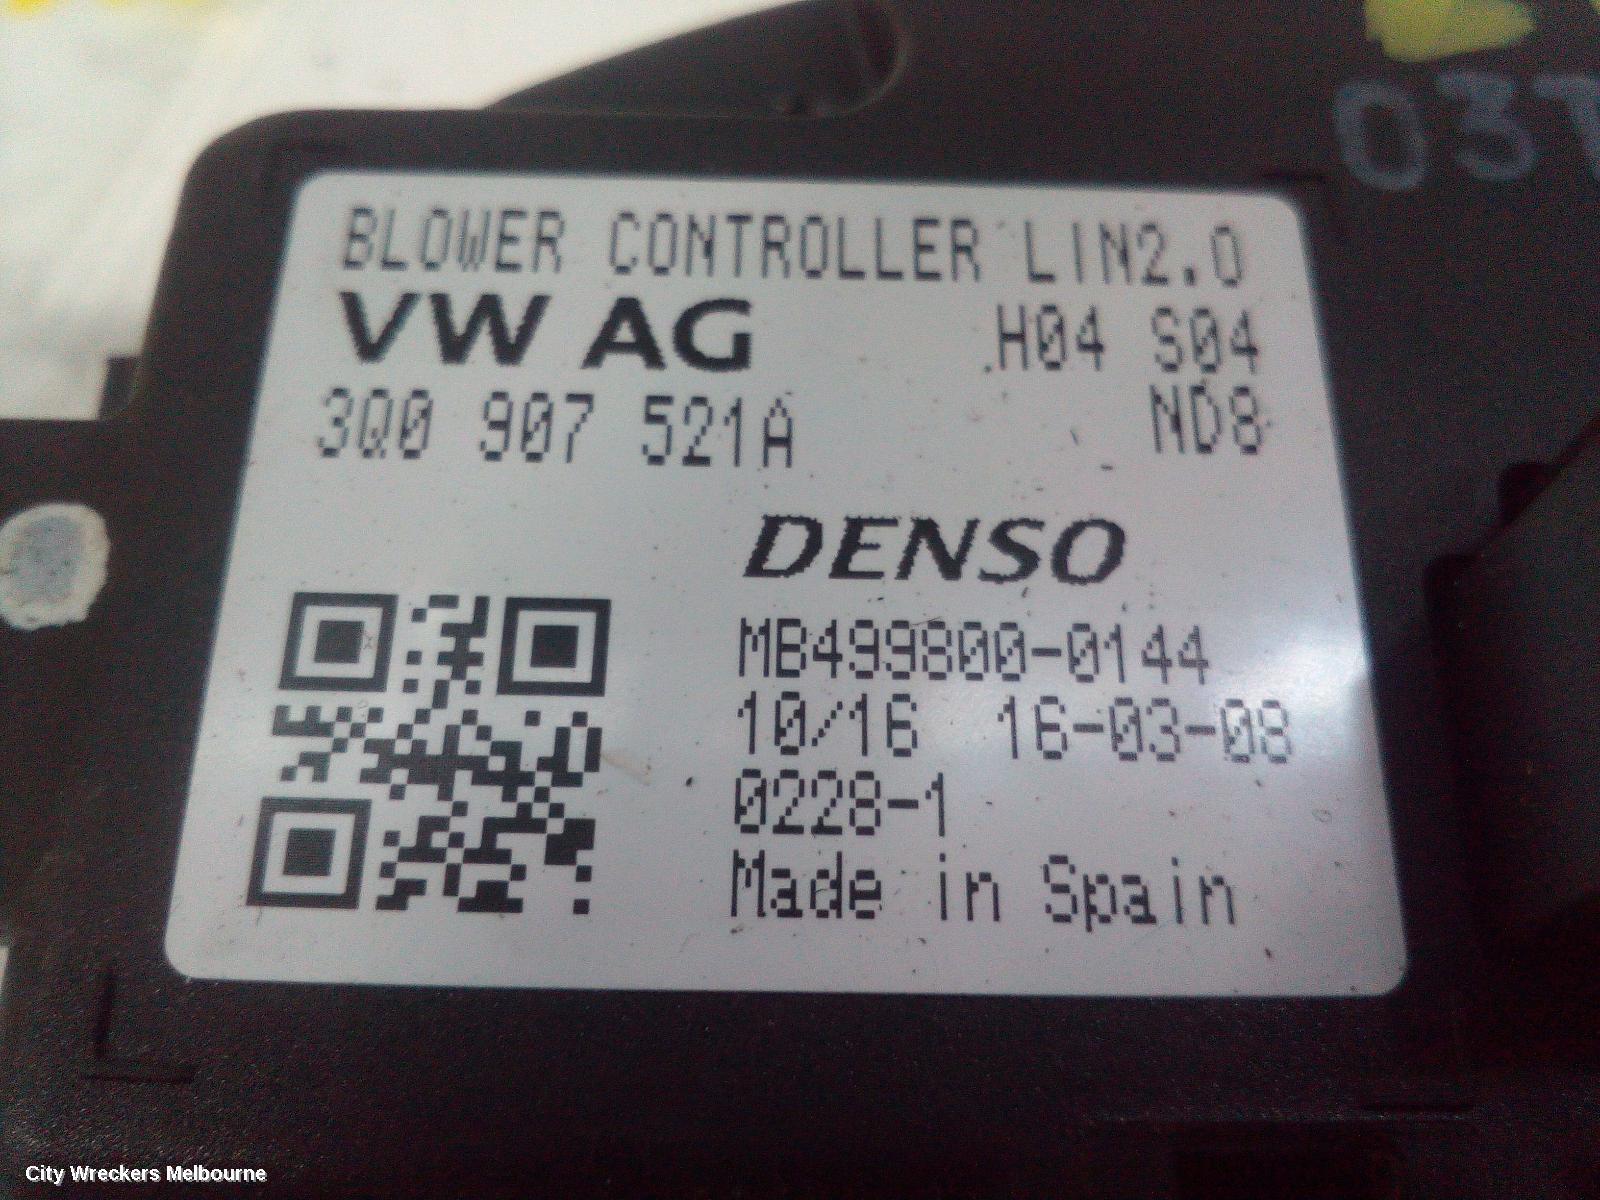 03T
BLOWER CONTROLLER LIN2.0
VW AG H04 S04
3Q0 907 521A ND8
DENSO
MB499800-0144
10/16 16-03-08
0228-1
Made in Spain
City Wreckers Melbourne